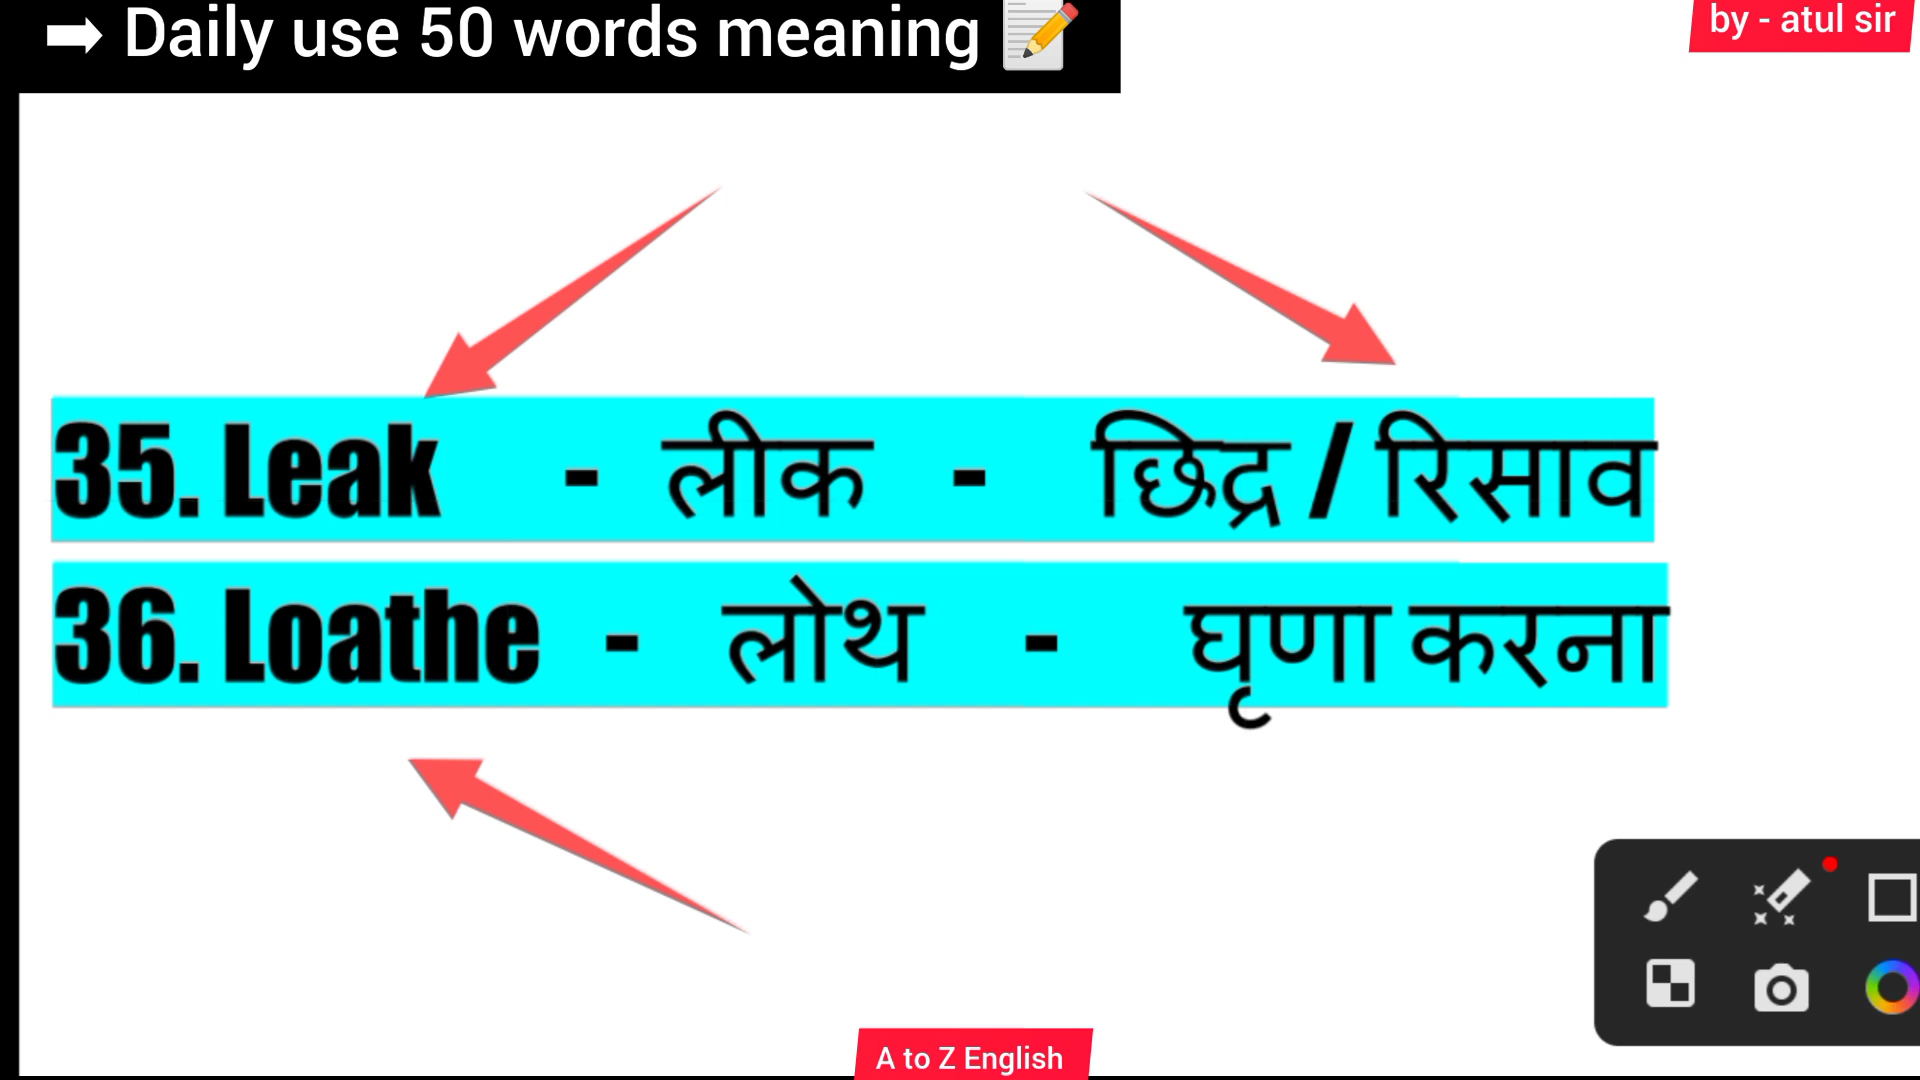 ➡ Daily use 50 words meaning 📝
by - atul sir
35. Leak - लीक - छिद्र / रिसाव
36. Loathe - लोथ - घृणा करना
A to Z English